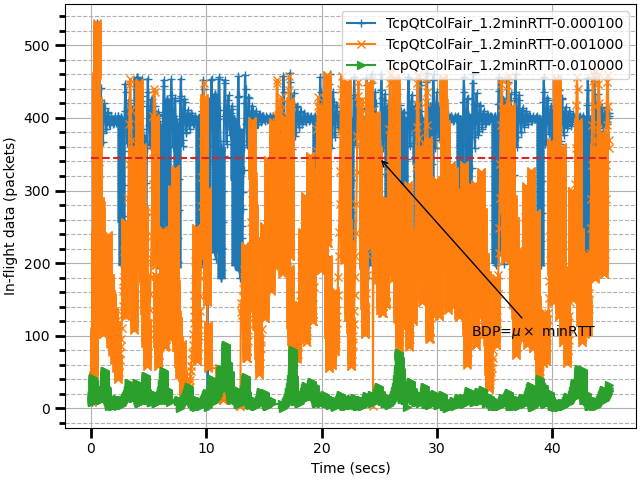 TcpQtColFair_1.2minRTT-0.000100
TcpQtColFair_1.2minRTT-0.001000
TcpQtColFair_1.2minRTT-0.010000
In-flight data (packets)
500
400
300
200
100
0
BDP=μ× minRTT
0 10 20 30 40
Time (secs)